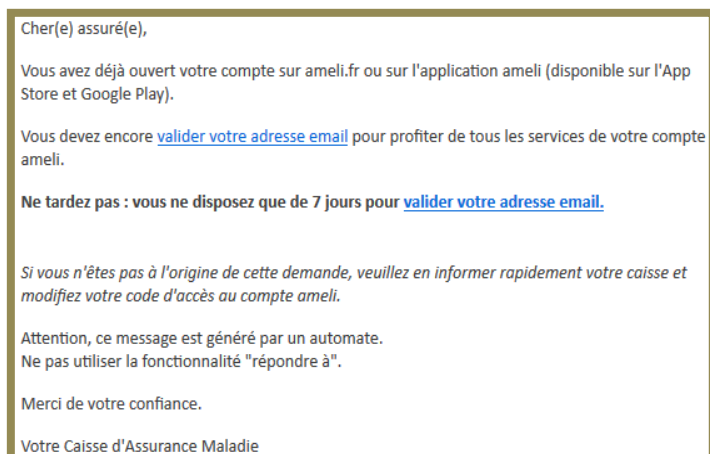 Cher(e) assuré(e),
Vous avez déjà ouvert votre compte sur ameli.fr ou sur l'application ameli (disponible sur l'App
Store et Google Play).
Vous devez encore valider votre adresse email pour profiter de tous les services de votre compte
ameli.
Ne tardez pas : vous ne disposez que de 7 jours pour valider votre adresse email.
Si vous n'êtes pas à l'origine de cette demande, veuillez en informer rapidement votre caisse et
modifiez votre code d'accès au compte ameli.
Attention, ce message est généré par un automate.
Ne pas utiliser la fonctionnalité "répondre à".
Merci de votre confiance.
Votre Caisse d'Assurance Maladie